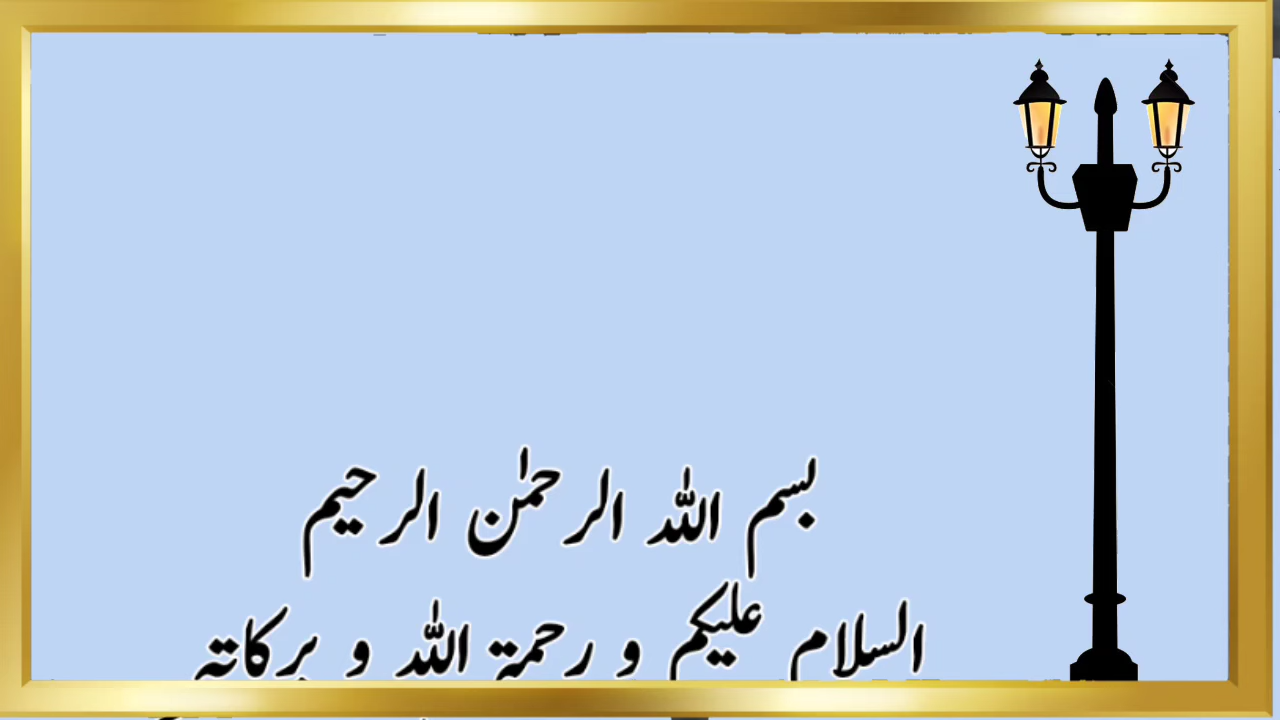 بسم اللہ الرحمٰن الرحیم
السلام علیکم و رحمۃ اللہ و برکاتہ